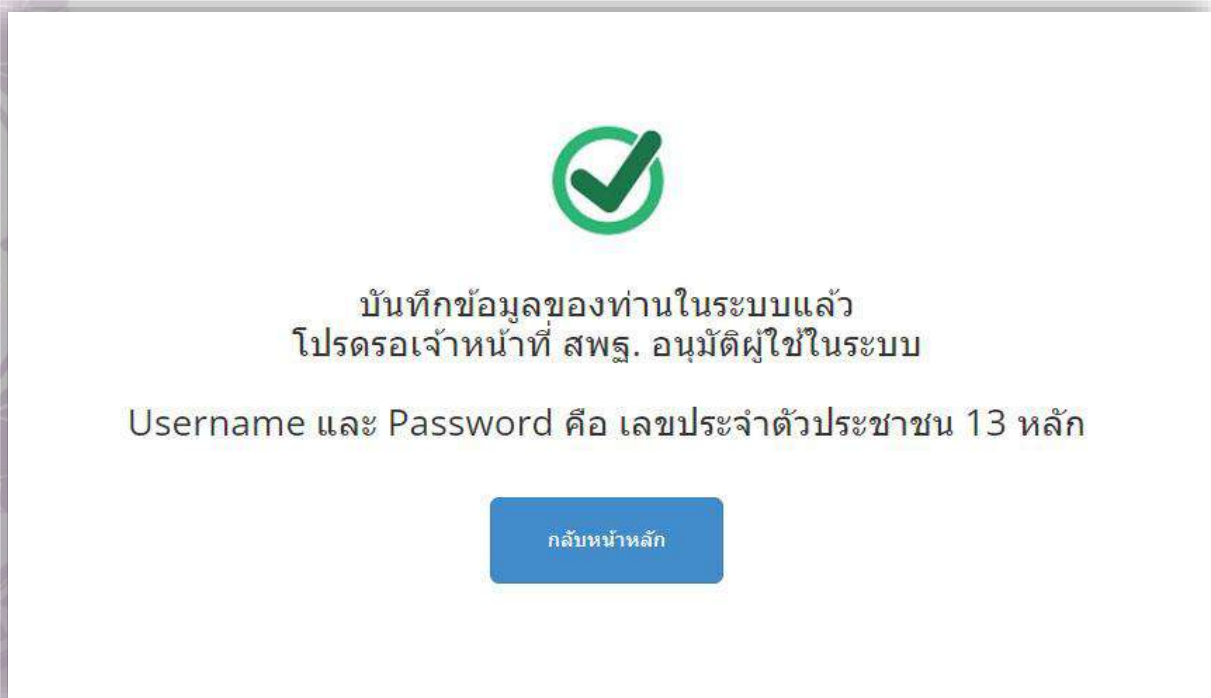 บันทึกข้อมูลของท่านในระบบแล้ว
โปรดรอเจ้าหน้าที่ สพฐ. อนุมัติผู้ใช้ในระบบ
Username และ Password คือ เลขประจำตัวประชาชน 13 หลัก
กลับหน้าหลัก